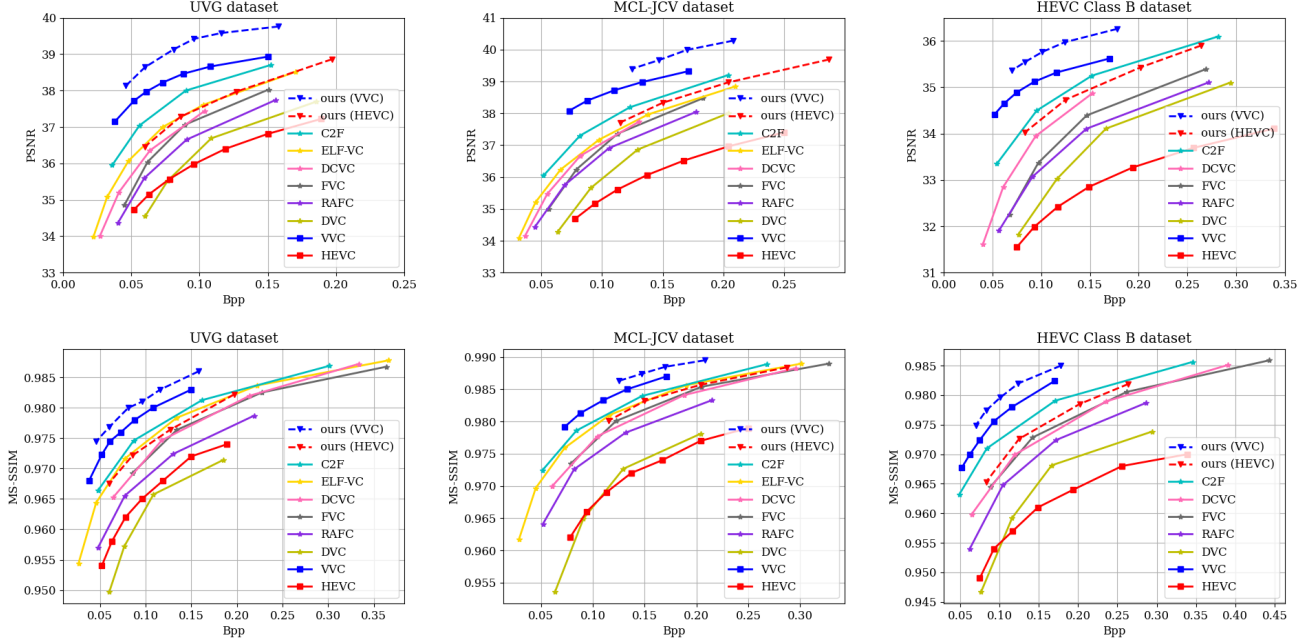 UVG dataset
40
39
38
37
36
35
34
33
PSNR
0.00
0.05
0.10
0.15
0.20
0.25
Bpp
ours (VVC)
ours (HEVC)
C2F
ELF-VC
DCVC
FVC
RAFC
DVC
VVC
HEVC
MCL-JCV dataset
41
40
39
38
37
36
35
34
33
PSNR
0.05
0.10
0.15
0.20
0.25
Bpp
ours (VVC)
ours (HEVC)
C2F
ELF-VC
DCVC
FVC
RAFC
DVC
VVC
HEVC
HEVC Class B dataset
36
35
34
33
32
31
PSNR
0.00
0.05
0.10
0.15
0.20
0.25
0.30
0.35
Bpp
ours (VVC)
ours (HEVC)
C2F
DCVC
FVC
RAFC
DVC
VVC
HEVC
UVG dataset
0.985
0.980
0.975
0.970
0.965
0.960
0.955
0.950
MS-SSIM
0.05
0.10
0.15
0.20
0.25
0.30
0.35
Bpp
ours (VVC)
ours (HEVC)
C2F
ELF-VC
DCVC
FVC
RAFC
DVC
VVC
HEVC
MCL-JCV dataset
0.990
0.985
0.980
0.975
0.970
0.965
0.960
0.955
MS-SSIM
0.05
0.10
0.15
0.20
0.25
0.30
Bpp
ours (VVC)
ours (HEVC)
C2F
ELF-VC
DCVC
FVC
RAFC
DVC
VVC
HEVC
HEVC Class B dataset
0.985
0.980
0.975
0.970
0.965
0.960
0.955
0.950
0.945
MS-SSIM
0.05
0.10
0.15
0.20
0.25
0.30
0.35
0.40
0.45
Bpp
ours (VVC)
ours (HEVC)
C2F
DCVC
FVC
RAFC
DVC
VVC
HEVC